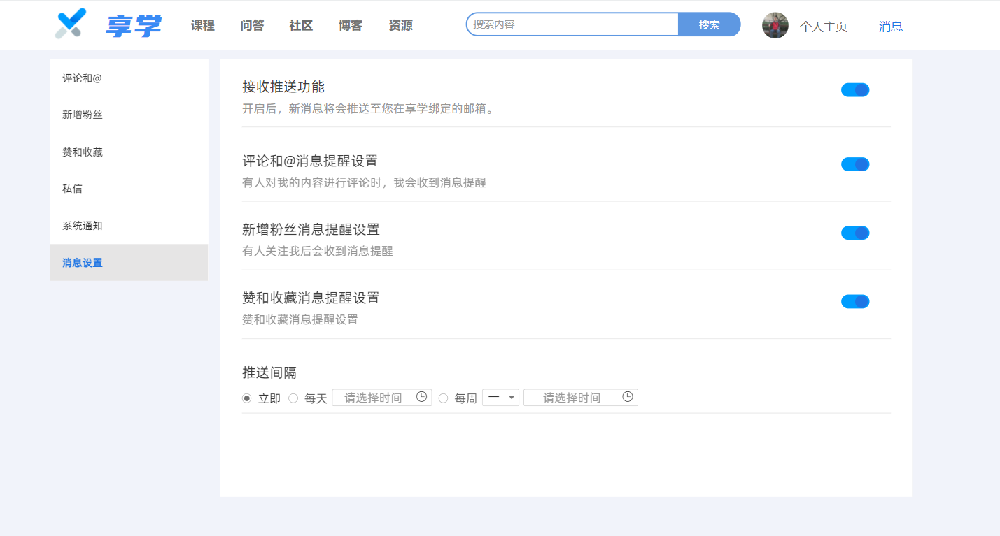 享学 课程 问答 社区 博客 资源 搜索内容 搜索 个人主页 消息
评论和@
新增粉丝
赞和收藏
私信
系统通知
消息设置
接收推送功能
开启后，新消息将会推送至您在享学绑定的邮箱。
评论和@消息提醒设置
有人对我的内容进行评论时，我会收到消息提醒
新增粉丝消息提醒设置
有人关注我后会收到消息提醒
赞和收藏消息提醒设置
赞和收藏消息提醒设置
推送间隔
立即 每天 请选择时间 每周 一 请选择时间